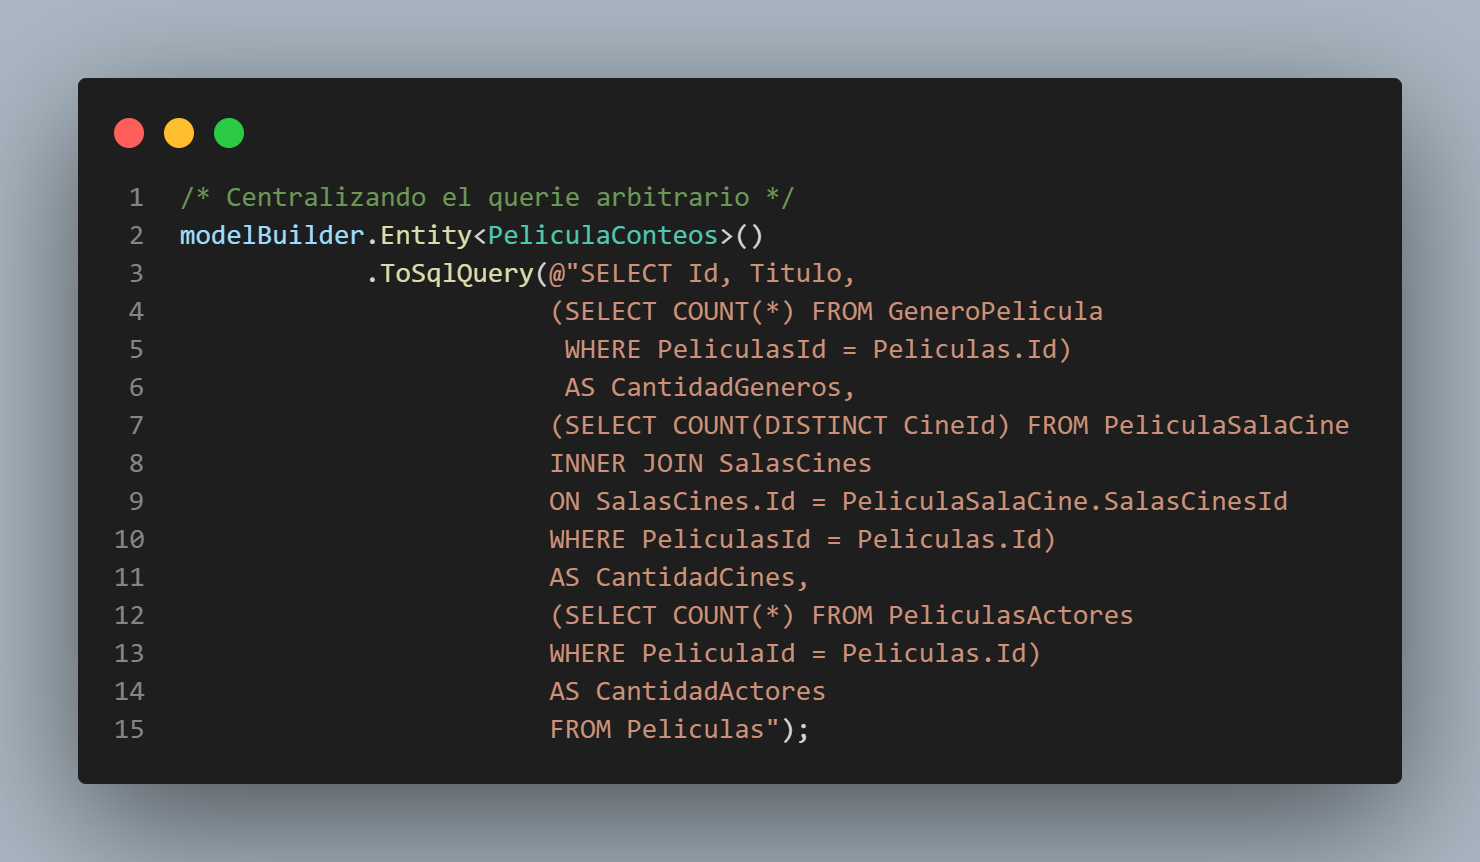 1 /* Centralizando el querie arbitrario */
2 modelBuilder.Entity<PeliculaConteos>()
3             .ToSqlQuery(@"SELECT Id, Titulo,
4                         (SELECT COUNT(*) FROM GeneroPelicula
5                          WHERE PeliculasId = Peliculas.Id)
6                          AS CantidadGeneros,
7                         (SELECT COUNT(DISTINCT CineId) FROM PeliculaSalaCine
8                         INNER JOIN SalasCines
9                         ON SalasCines.Id = PeliculaSalaCine.SalasCinesId
10                         WHERE PeliculasId = Peliculas.Id)
11                         AS CantidadCines,
12                         (SELECT COUNT(*) FROM PeliculasActores
13                         WHERE PeliculaId = Peliculas.Id)
14                         AS CantidadActores
15                         FROM Peliculas");